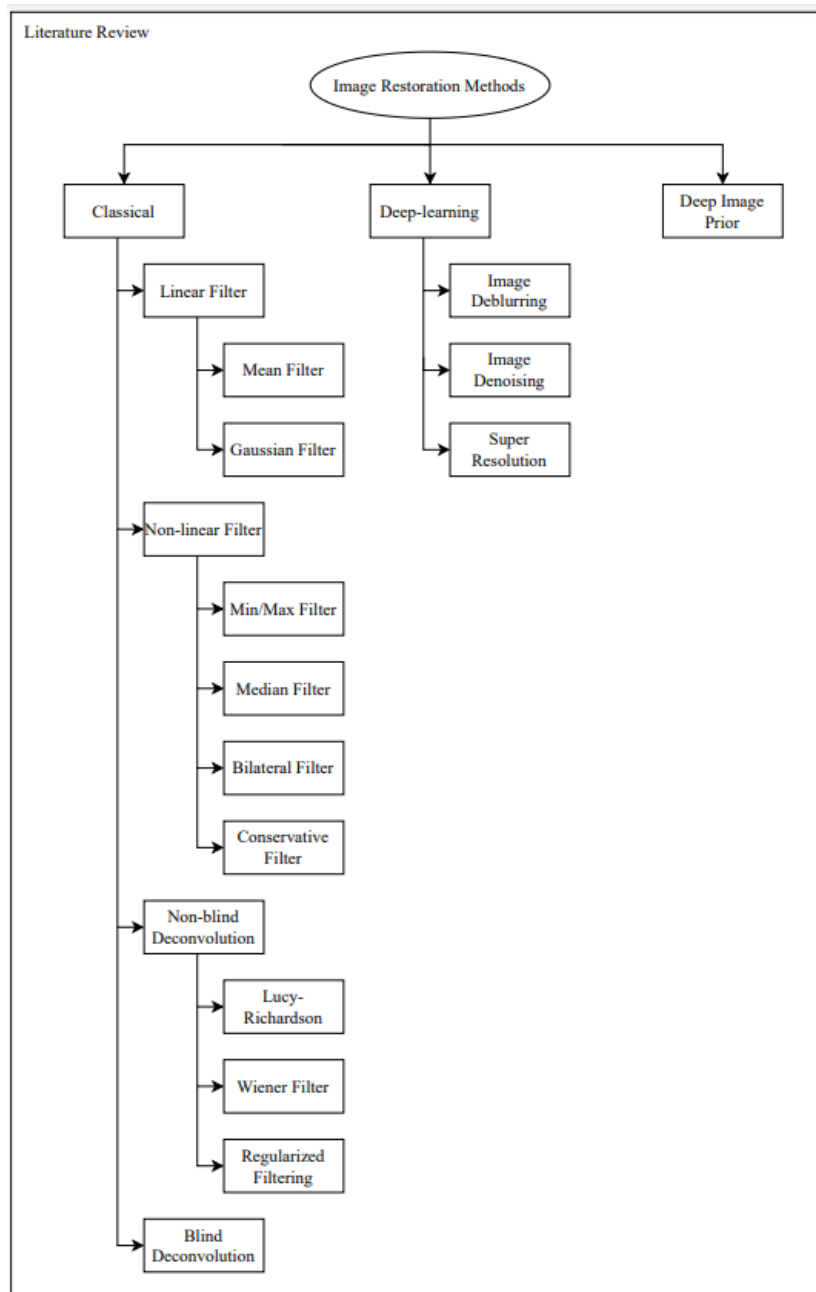 Literature Review
Image Restoration Methods
Classical
Deep-learning
Deep Image
Prior
Linear Filter
Mean Filter
Gaussian Filter
Non-linear Filter
Min/Max Filter
Median Filter
Bilateral Filter
Conservative
Filter
Non-blind
Deconvolution
Lucy-
Richardson
Wiener Filter
Regularized
Filtering
Blind
Deconvolution
Image
Deblurring
Image
Denoising
Super
Resolution